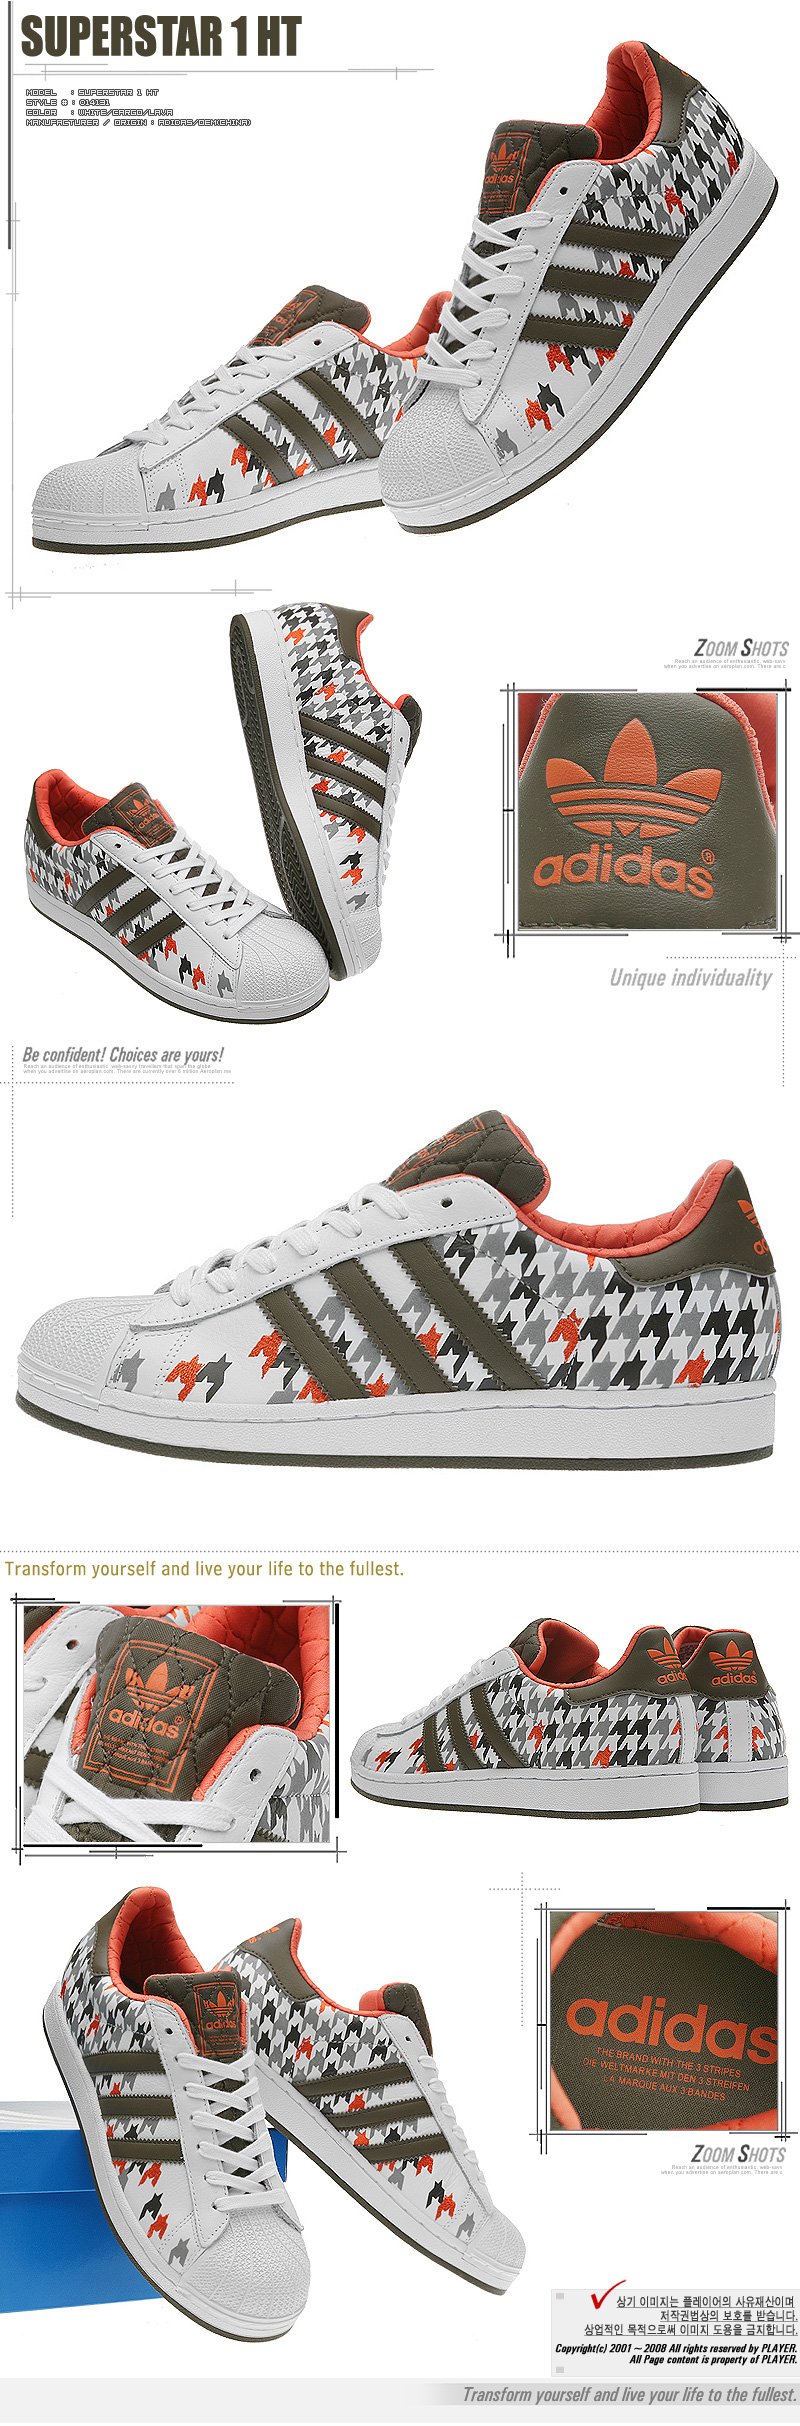 SUPERSTAR 1 HT
MODEL : SUPERSTAR 1 HT
STYLE # : 014131
COLOR : WHITE/CARGO/LAVA
MANUFACTURER / ORIGIN : ADIDAS/OEM(CHINA)
adidas
ZOOM SHOTS
Reach an audience of enthusiastic, web-savv
when you advertise on aeroplan.com. There are c
adidas®
Unique individuality
Be confident! Choices are yours!
Reach an audience of enthusiastic, web-savvy travellers that span the globe
when you advertise on aeroplan.com. There are currently over 6 million Aeroplan me
Transform yourself and live your life to the fullest.
adidas
THE BRAND WITH THE 3 STRIPES
adidas
adidas
adidas
adidas
THE BRAND WITH THE 3 STRIPES
DIE WELTMARKE MIT DEN 3 STREIFEN
LA MARQUE AUX 3 BANDES
ZOOM SHOTS
Reach an audience of enthusiastic, web-savv
when you advertise on aeroplan.com. There are c
상기 이미지는 플레이어의 사유재산이며
저작권법상의 보호를 받습니다.
상업적인 목적으로써 이미지 도용을 금지합니다.
Copyright(c) 2001 ~ 2008 All rights reserved by PLAYER.
All Page content is property of PLAYER.
Transform yourself and live your life to the fullest.